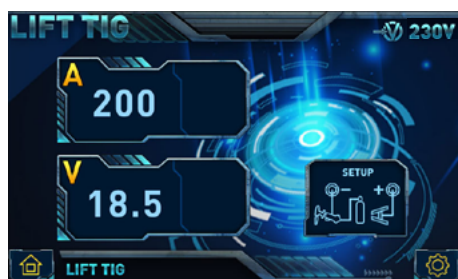 LIFT TIG
230V
A
200
V
18.5
SETUP
- +
LIFT TIG